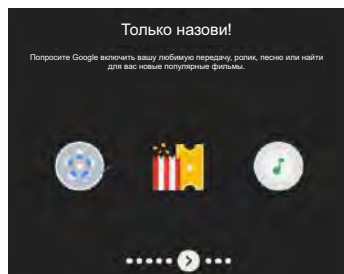 Только назови!
Попросите Google включить вашу любимую передачу, ролик, песню или найти
для вас новые популярные фильмы.